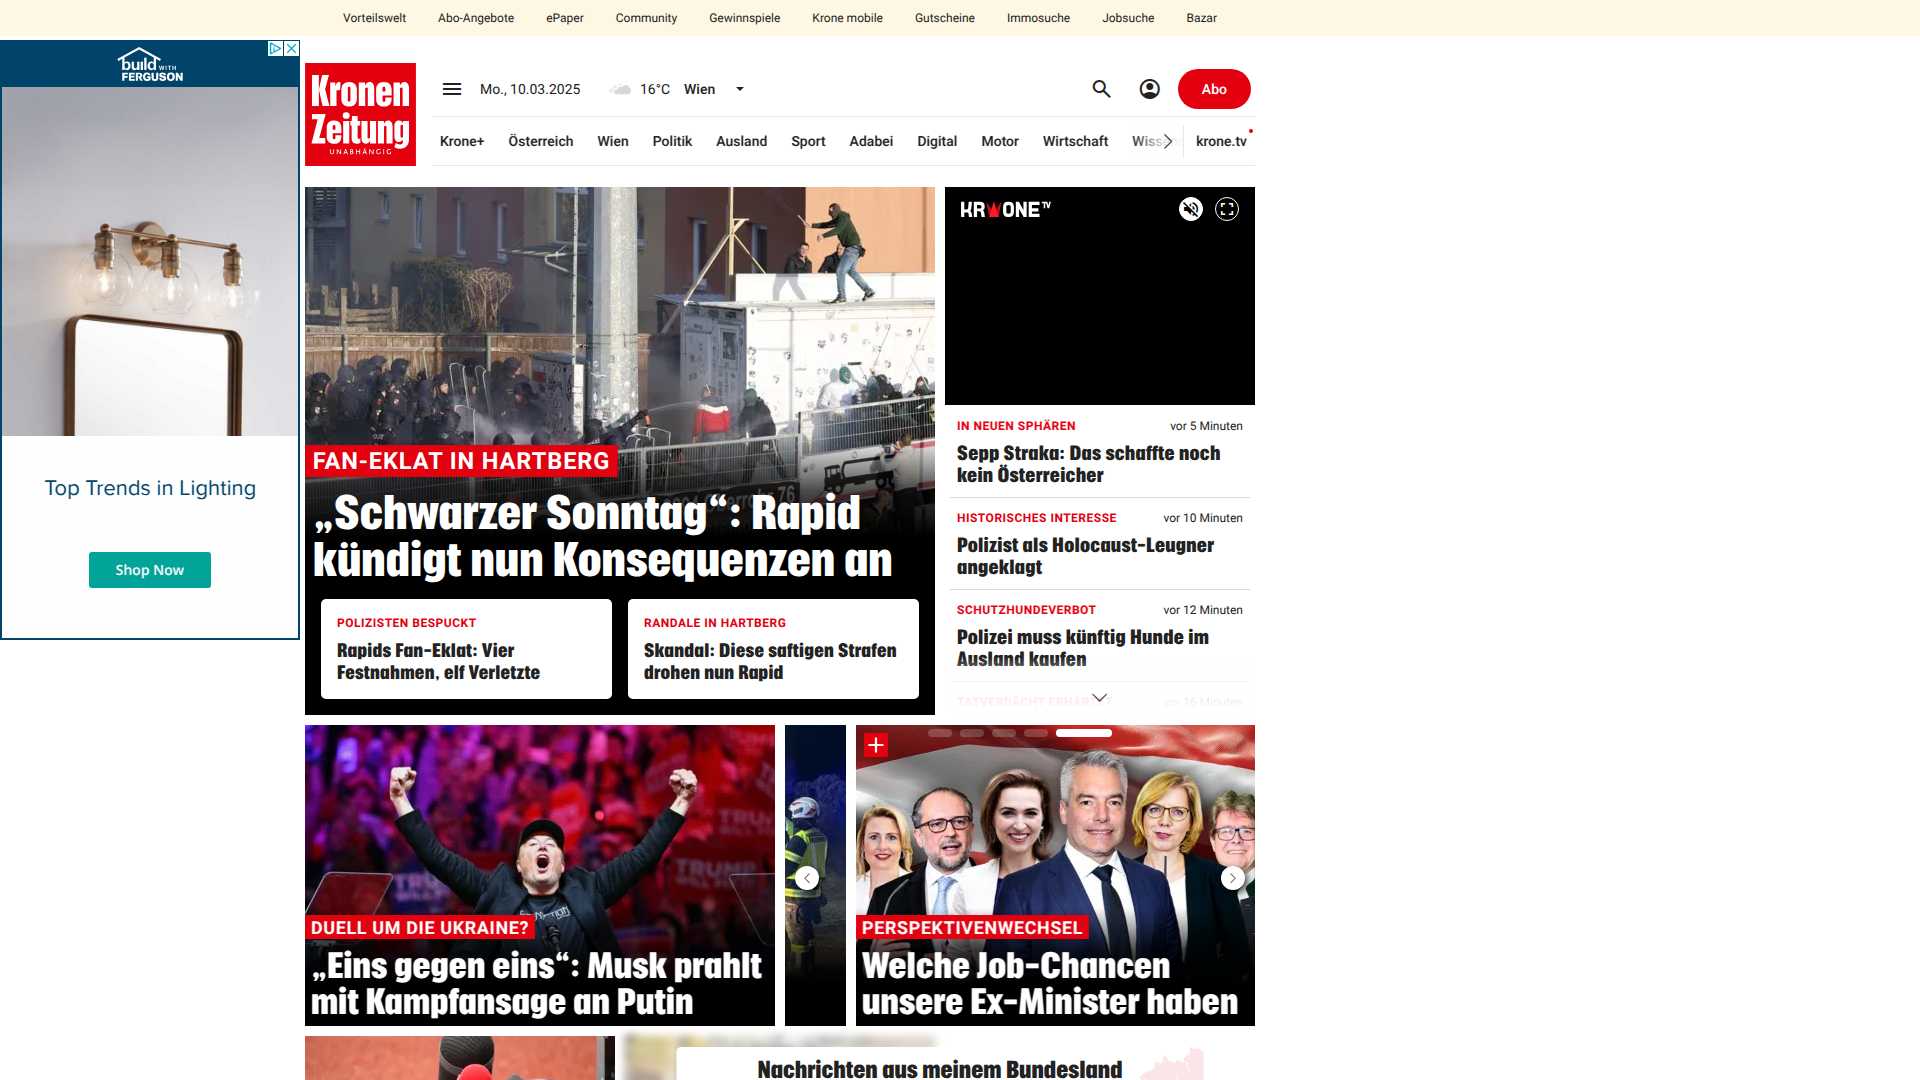 Vorteilswelt Abo-Angebote ePaper Community Gewinnspiele Krone mobile Gutscheine Immosuche Jobsuche Bazar
build WITH
FERGUSON
Top Trends in Lighting
Shop Now
Kronen
Zeitung
UNABHÄNGIG
Mo., 10.03.2025 16°C Wien
Abo
Krone+ Österreich Wien Politik Ausland Sport Adabei Digital Motor Wirtschaft krone.tv
FAN-EKLAT IN HARTBERG
„Schwarzer Sonntag“: Rapid
kündigt nun Konsequenzen an
POLIZISTEN BESPUCKT
Rapids Fan-Eklat: Vier
Festnahmen, elf Verletzte
RANDALE IN HARTBERG
Skandal: Diese saftigen Strafen
drohen nun Rapid
KRONE TV
IN NEUEN SPHÄREN vor 5 Minuten
Sepp Straka: Das schaffte noch
kein Österreicher
HISTORISCHES INTERESSE vor 10 Minuten
Polizist als Holocaust-Leugner
angeklagt
SCHUTZHUNDEVERBOT vor 12 Minuten
Polizei muss künftig Hunde im
Ausland kaufen
DUELL UM DIE UKRAINE?
„Eins gegen eins“: Musk prahlt
mit Kampfansage an Putin
PERSPEKTIVENWECHSEL
Welche Job-Chancen
unsere Ex-Minister haben
Nachrichten aus meinem Bundesland